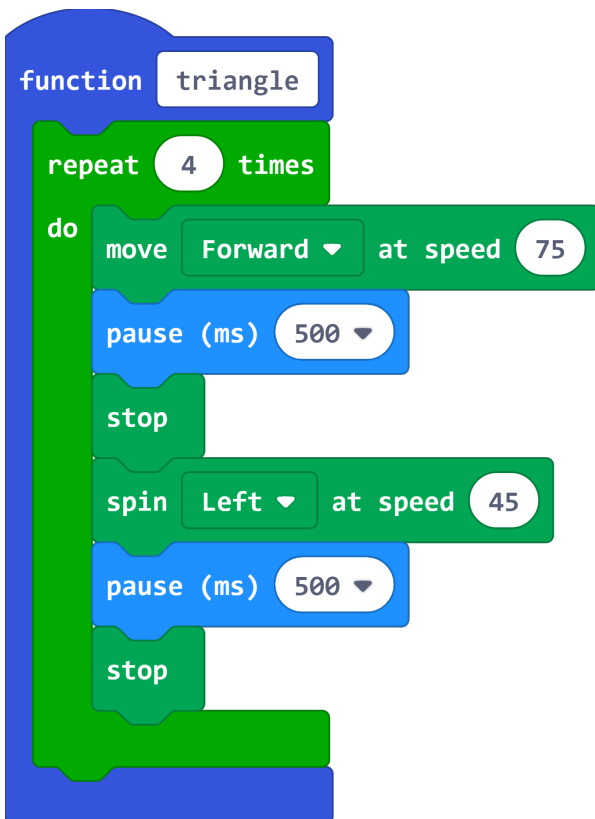 function triangle
repeat 4 times
do
move Forward at speed 75
pause (ms) 500
stop
spin Left at speed 45
pause (ms) 500
stop